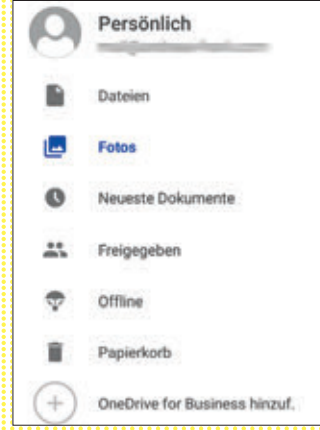 Persönlich
Dateien
Fotos
Neueste Dokumente
Freigegeben
Offline
Papierkorb
OneDrive for Business hinzuf.